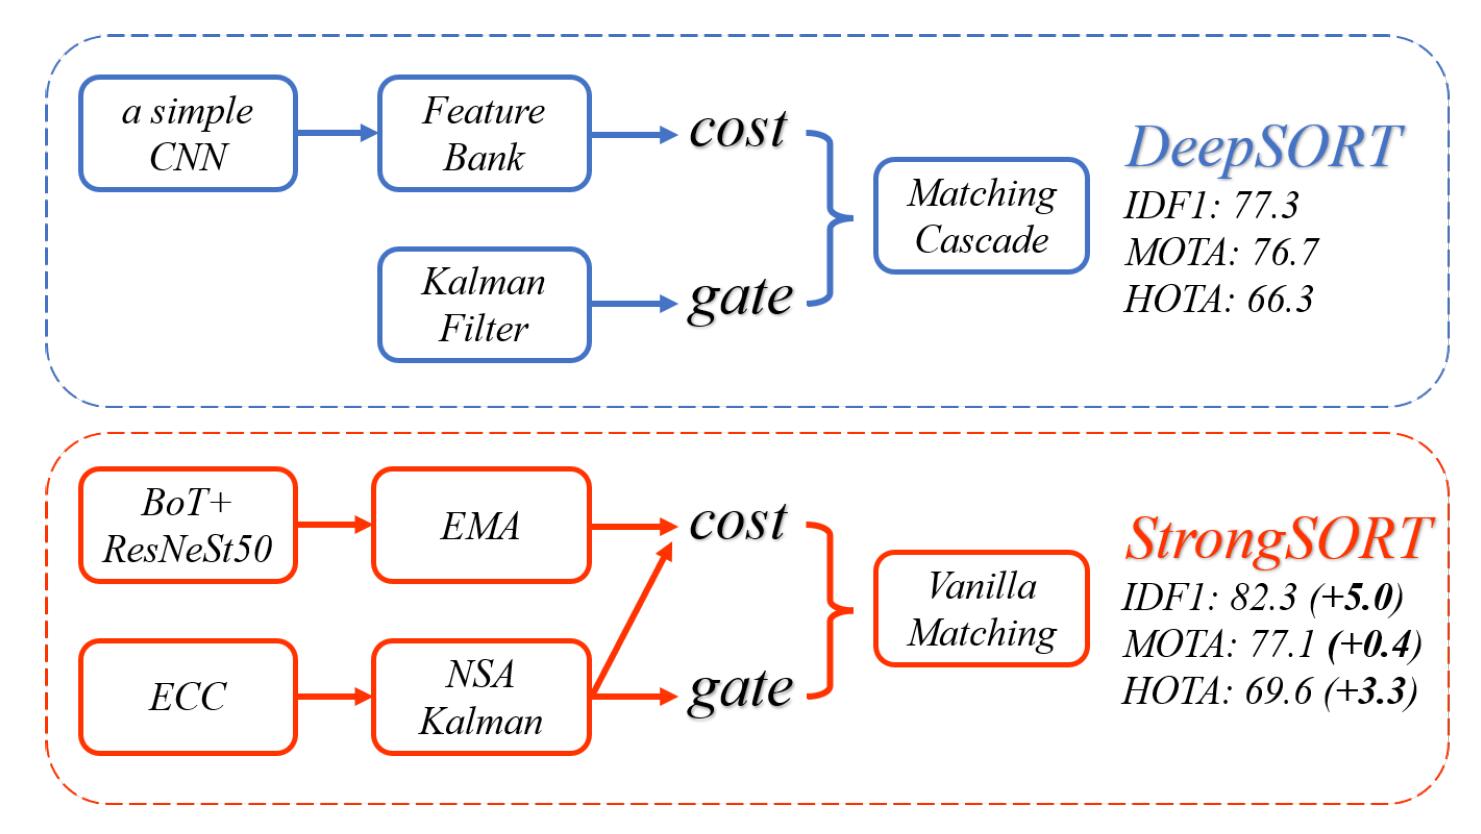 a simple
CNN
Feature
Bank
cost
Kalman
Filter
gate
Matching
Cascade
DeepSORT
IDF1: 77.3
MOTA: 76.7
HOTA: 66.3
BoT+
ResNeSt50
EMA
cost
ECC
NSA
Kalman
gate
Vanilla
Matching
StrongSORT
IDF1: 82.3 (+5.0)
MOTA: 77.1 (+0.4)
HOTA: 69.6 (+3.3)